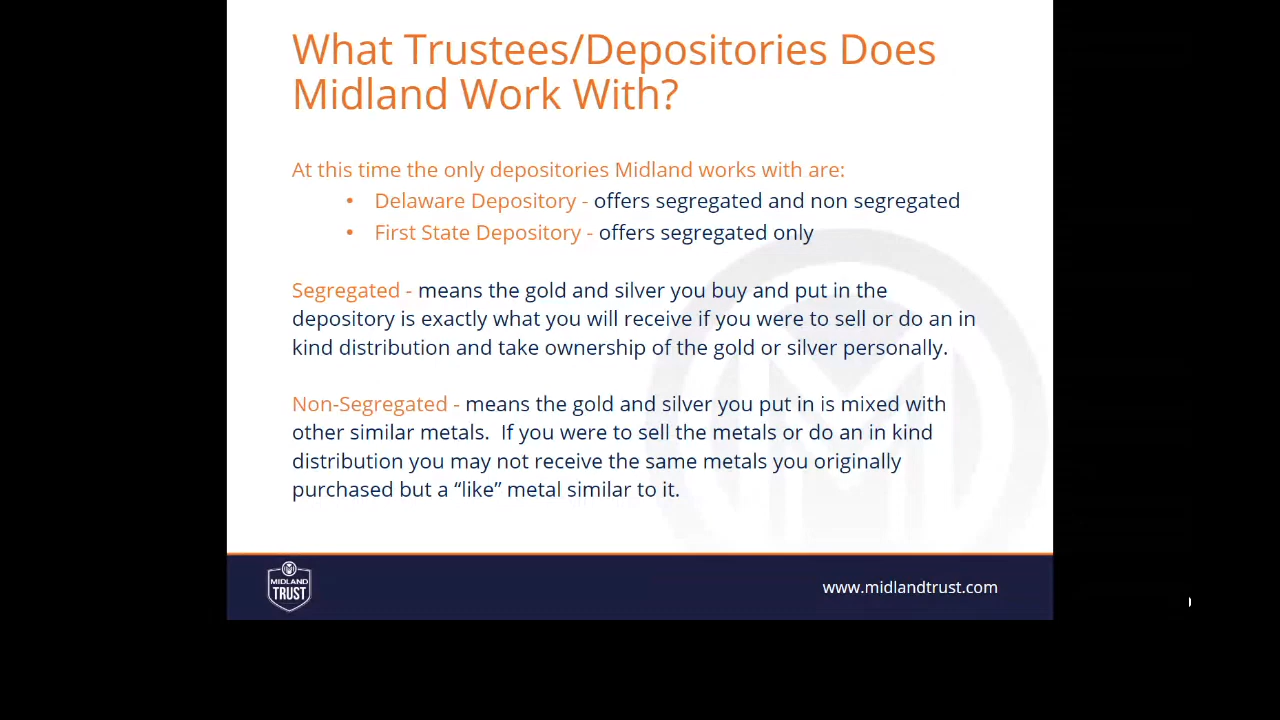 What Trustees/Depositories Does
Midland Work With?
At this time the only depositories Midland works with are:
• Delaware Depository - offers segregated and non segregated
• First State Depository - offers segregated only
Segregated - means the gold and silver you buy and put in the
depository is exactly what you will receive if you were to sell or do an in
kind distribution and take ownership of the gold or silver personally.
Non-Segregated - means the gold and silver you put in is mixed with
other similar metals.  If you were to sell the metals or do an in kind
distribution you may not receive the same metals you originally
purchased but a “like” metal similar to it.
MIDLAND
TRUST
www.midlandtrust.com